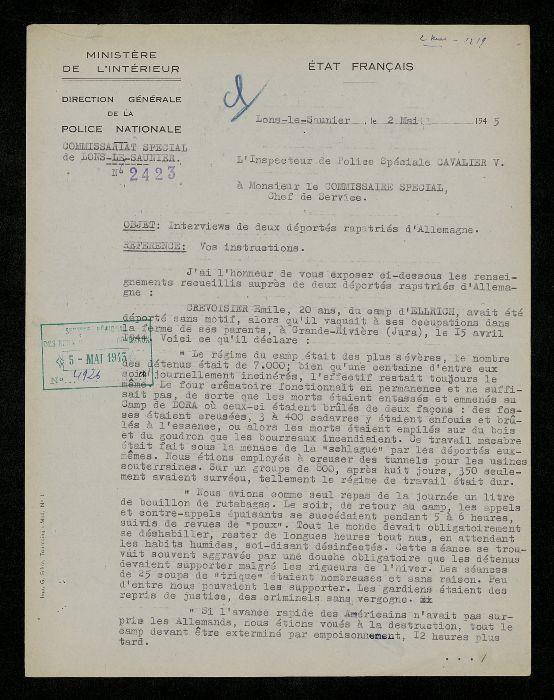 MINISTÈRE
DE L'INTÉRIEUR
ÉTAT FRANÇAIS
DIRECTION GÉNÉRALE
DE LA
POLICE NATIONALE
COMMISSARIAT SPECIAL
de LONS-LE-SAUNIER.
N° 2423
Lons-le-Saunier, le 2 Mai 1945
L'Inspecteur de Police Spéciale CAVALIER V.
à Monsieur le COMMISSAIRE SPECIAL,
Chef de Service.
OBJET: Interviews de deux déportés rapatriés d'Allemagne.
REFERENCE: Vos instructions.
J'ai l'honneur de vous exposer ci-dessous les rensei-
gnements recueillis auprès de deux déportés rapatriés d'Allema-
gne :
CREVOISIER Emile, 20 ans, du camp d'ELLRICH, avait été
déporté sans motif, alors qu'il vaquait à ses occupations dans
la ferme de ses parents, à Grande-Rivière (Jura), le 15 avril
1944. Voici ce qu'il déclare :
5 - MAI 1945
N° 4926
" Le régime du camp était des plus sévères, le nombre
des détenus était de 7.000; bien qu'une centaine d'entre eux
soient journellement incinérés, l'effectif restait toujours le
même. Le four crématoire fonctionnait en permanence et ne suffi-
sait pas, de sorte que les morts étaient entassés et emmenés au
Camp de DORA où ceux-ci étaient brûlés de deux façons : des fos-
ses étaient creusées, 3 à 400 cadavres y étaient enfouis et brû-
lés à l'essence, ou alors les morts étaient empilés sur du bois
et du goudron que les bourreaux incendiaient. Ce travail macabre
était fait sous la menace de la "schlague" par les déportés eux-
mêmes. Nous étions employés à creuser des tunnels pour les usines
souterraines. Sur un groupe de 800, après huit jours, 350 seule-
ment avaient survécu, tellement le régime de travail était dur.
" Nous avions comme seul repas de la journée un litre
de bouillon de rutabagas. Le soir, de retour au camp, les appels
et contre-appels épuisants se succédaient pendant 5 à 6 heures,
suivis de revues de "poux". Tout le monde devait obligatoirement
se déshabiller, rester de longues heures tout nus, en attendant
les habits humides, soi-disant désinfectés. Cette séance se trou-
vait souvent aggravée par une douche obligatoire que les détenus
devaient supporter malgré les rigueurs de l'hiver. Les séances
de 25 coups de "trique" étaient nombreuses et sans raison. Peu
d'entre nous pouvaient les supporter. Les gardiens étaient des
repris de justice, des criminels sans vergogne.
" Si l'avance rapide des Américains n'avait pas sur-
pris les Allemands, nous étions voués à la destruction, tout le
camp devant être exterminé par empoisonnement, 12 heures plus
tard.
. . . /